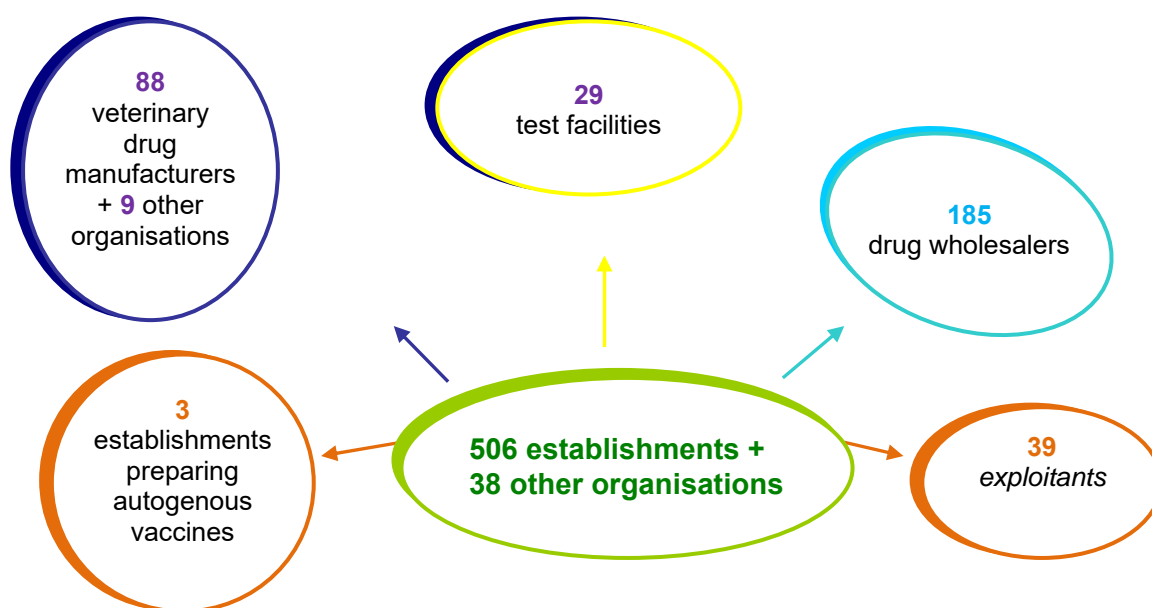 88
veterinary
drug
manufacturers
+ 9 other
organisations
29
test facilities
185
drug wholesalers
3
establishments
preparing
autogenous
vaccines
506 establishments +
38 other organisations
39
exploitants